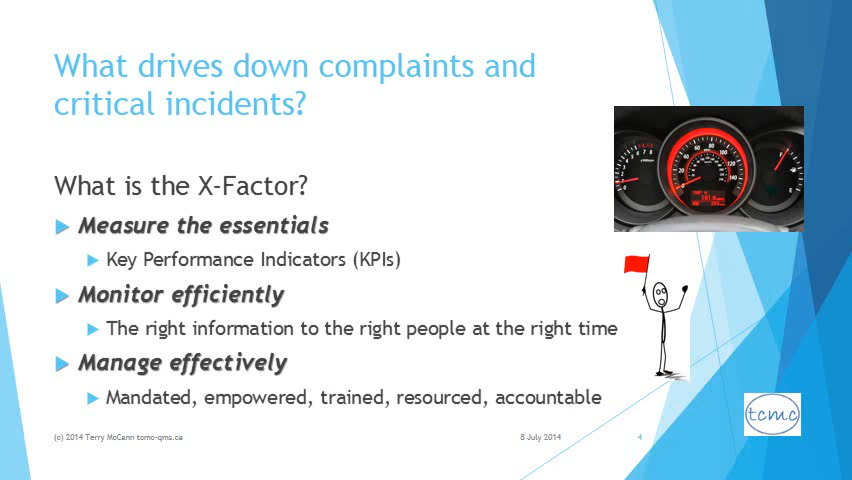 What drives down complaints and
critical incidents?
What is the X-Factor?
Measure the essentials
Key Performance Indicators (KPIs)
Monitor efficiently
The right information to the right people at the right time
Manage effectively
Mandated, empowered, trained, resourced, accountable
tcmc
(c) 2014 Terry McCann tcmc-qms.ca
8 July 2014
4